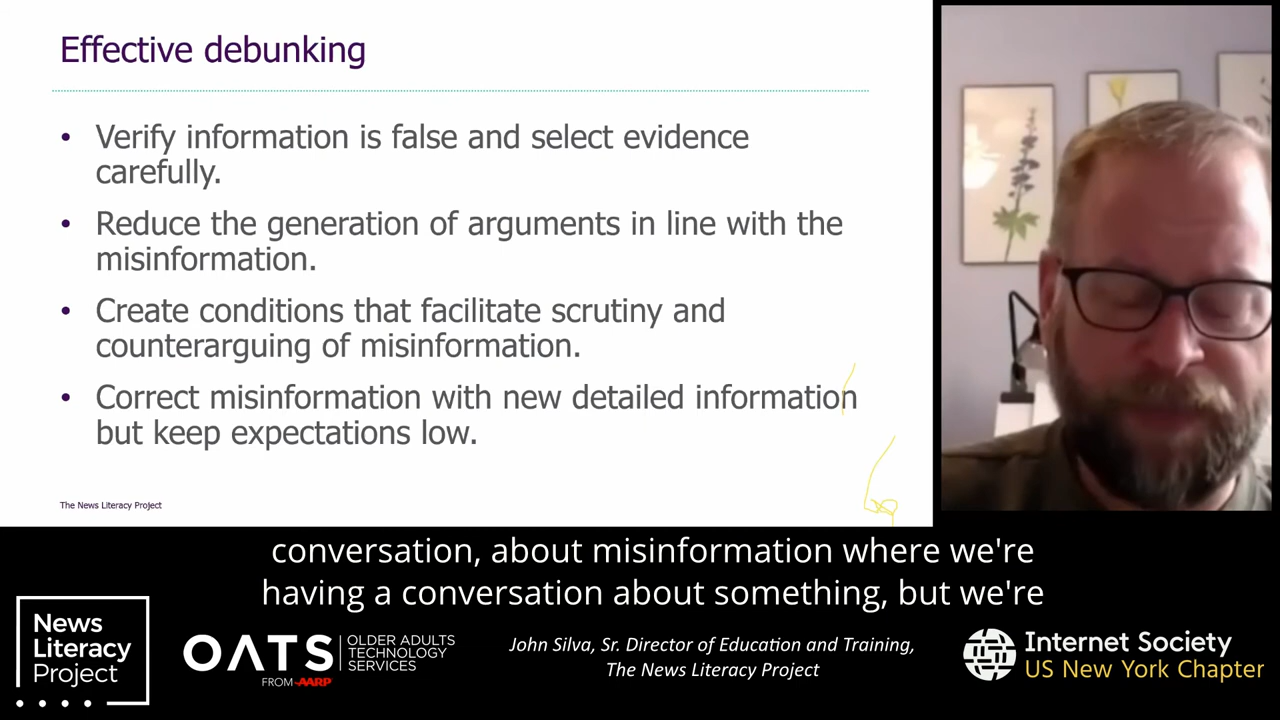 Effective debunking
• Verify information is false and select evidence
carefully.
• Reduce the generation of arguments in line with the
misinformation.
• Create conditions that facilitate scrutiny and
counterarguing of misinformation.
• Correct misinformation with new detailed information
but keep expectations low.
The News Literacy Project
conversation, about misinformation where we're
having a conversation about something, but we're
News
Literacy
Project
OATS
OLDER ADULTS
TECHNOLOGY
SERVICES
FROM AARP
John Silva, Sr. Director of Education and Training,
The News Literacy Project
Internet Society
US New York Chapter